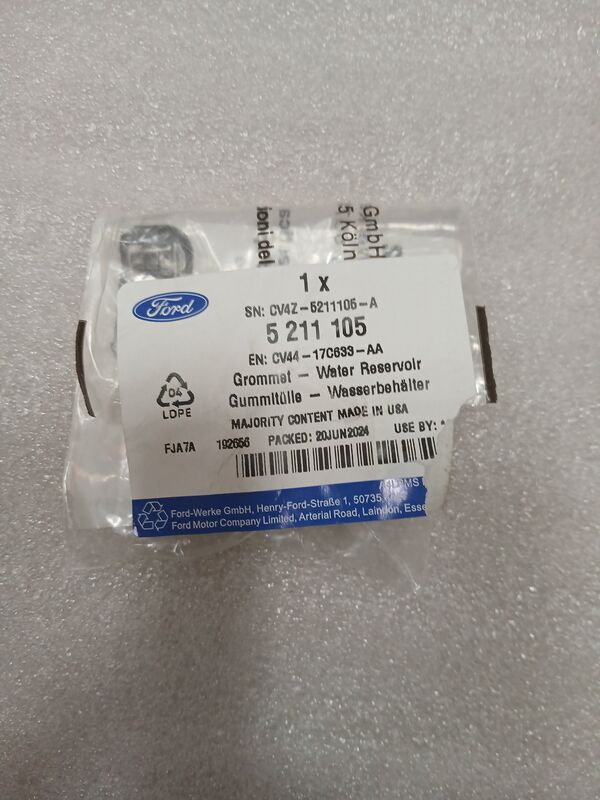 GmbH
5 Köln
ioni del
1 x
Ford
SN: CV4Z-5211105-A
5 211 105
EN: CV44-17C633-AA
Grommet - Water Reservoir
Gummitülle - Wasserbehälter
04
LDPE
MAJORITY CONTENT MADE IN USA
FJA7A 192656 PACKED: 20JUN2024 USE BY:
Ford-Werke GmbH, Henry-Ford-Straße 1, 50735
Ford Motor Company Limited, Arterial Road, Laindon, Esse